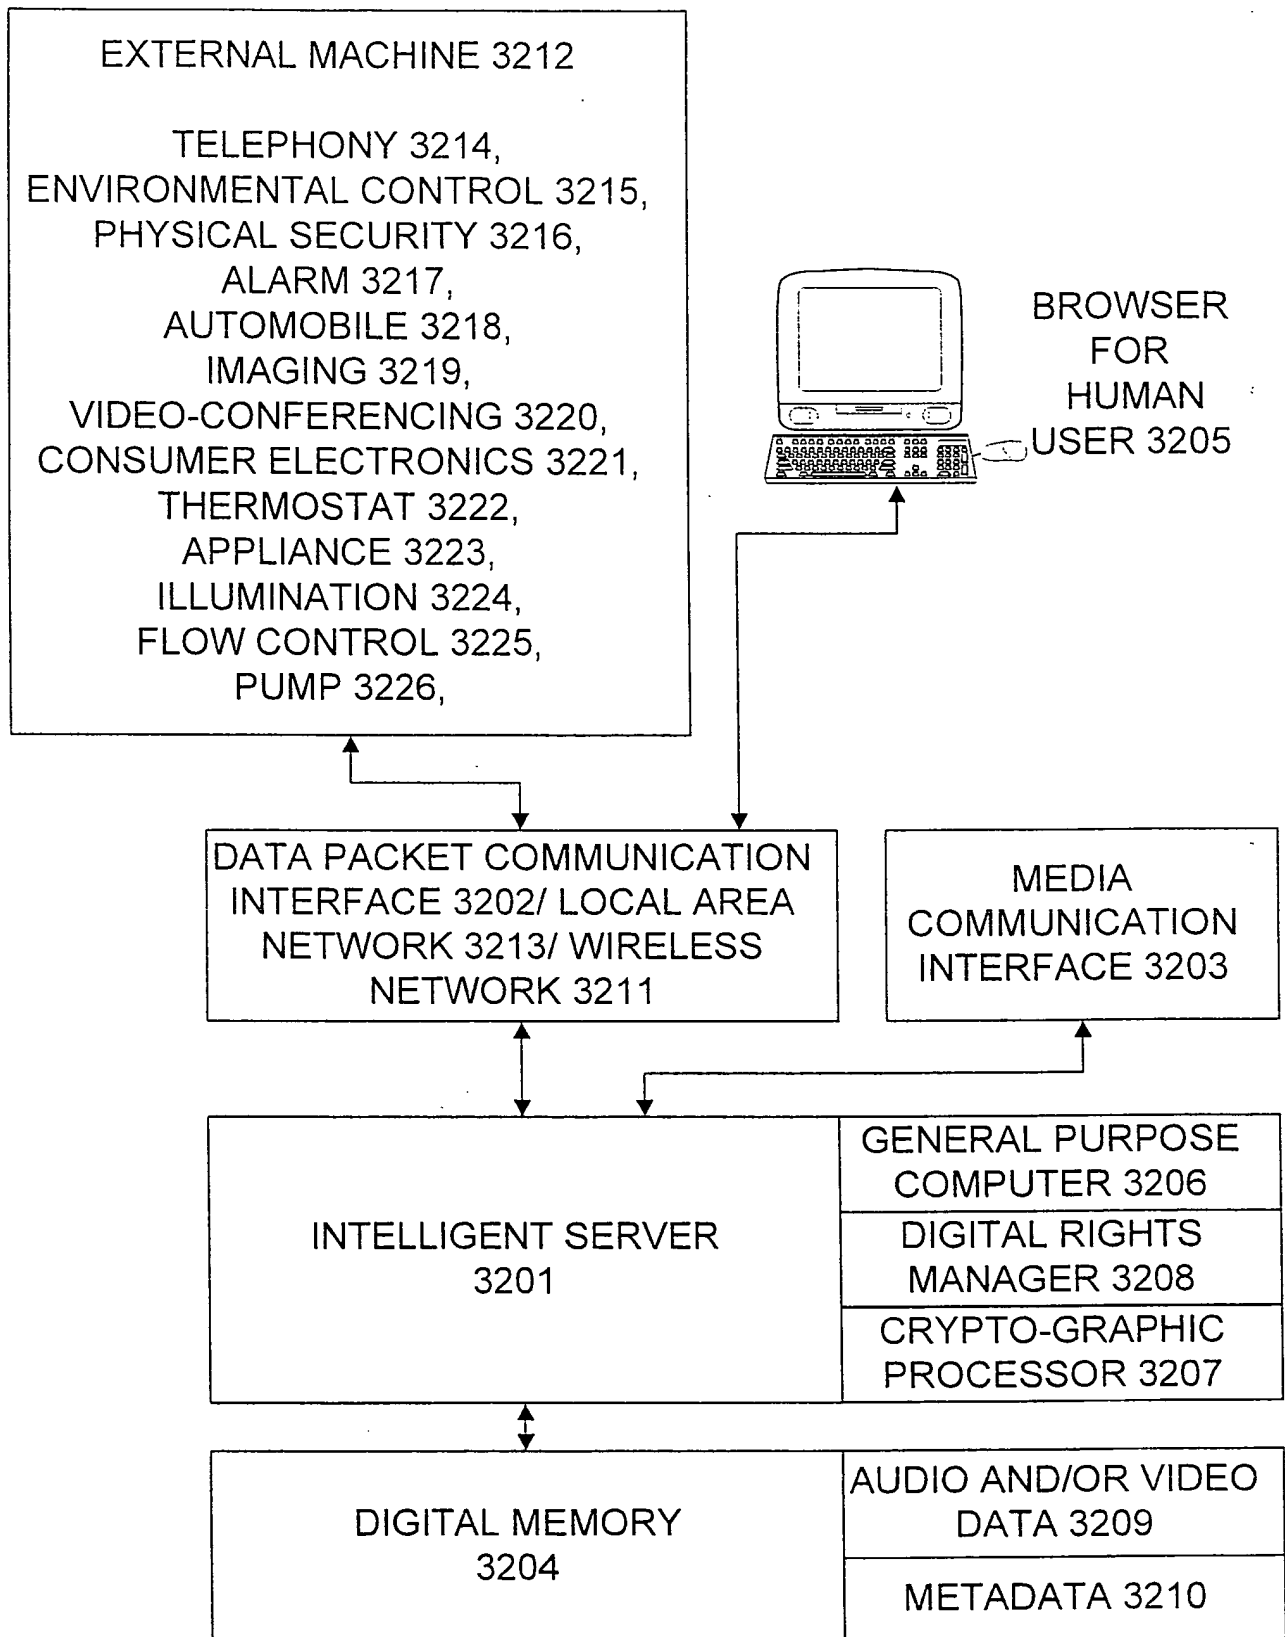 EXTERNAL MACHINE 3212
TELEPHONY 3214,
ENVIRONMENTAL CONTROL 3215,
PHYSICAL SECURITY 3216,
ALARM 3217,
AUTOMOBILE 3218,
IMAGING 3219,
VIDEO-CONFERENCING 3220,
CONSUMER ELECTRONICS 3221,
THERMOSTAT 3222,
APPLIANCE 3223,
ILLUMINATION 3224,
FLOW CONTROL 3225,
PUMP 3226,
BROWSER
FOR
HUMAN
USER 3205
DATA PACKET COMMUNICATION
INTERFACE 3202/ LOCAL AREA
NETWORK 3213/ WIRELESS
NETWORK 3211
MEDIA
COMMUNICATION
INTERFACE 3203
INTELLIGENT SERVER
3201
GENERAL PURPOSE
COMPUTER 3206
DIGITAL RIGHTS
MANAGER 3208
CRYPTO-GRAPHIC
PROCESSOR 3207
DIGITAL MEMORY
3204
AUDIO AND/OR VIDEO
DATA 3209
METADATA 3210